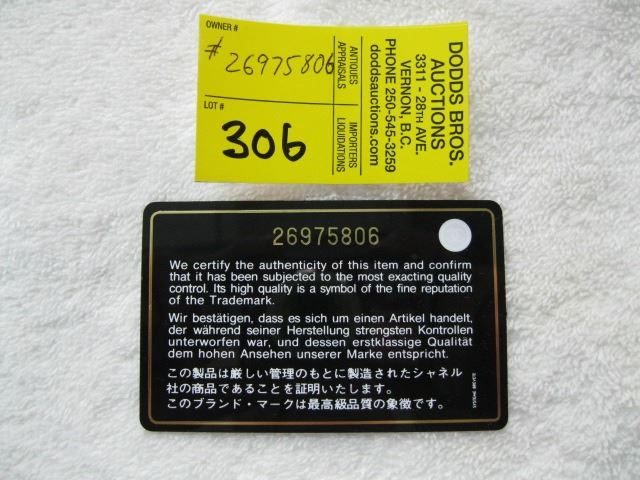 OWNER #
# 26975806
LOT #
306
ANTIQUES
APPRAISALS
IMPORTERS
LIQUIDATIONS
DODDS BROS.
AUCTIONS
3311 - 28TH AVE.
VERNON, B.C.
PHONE 250-545-3259
doddsauctions.com
26975806
We certify the authenticity of this item and confirm
that it has been subjected to the most exacting quality
control. Its high quality is a symbol of the fine reputation
of the Trademark.
Wir bestätigen, dass es sich um einen Artikel handelt,
der während seiner Herstellung strengsten Kontrollen
unterworfen war, und dessen erstklassige Qualität
dem hohen Ansehen unserer Marke entspricht.
この製品は厳しい管理のもとに製造されたシャネル
社の商品であることを証明いたします。
このブランド・マークは最高級品質の象徴です。